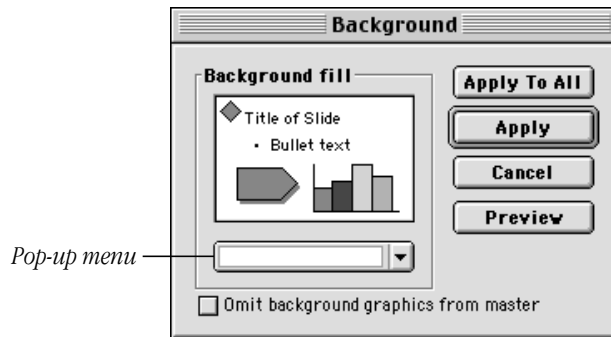 Background
Background fill
Title of Slide
• Bullet text
Pop-up menu
Omit background graphics from master
Apply To All
Apply
Cancel
Preview